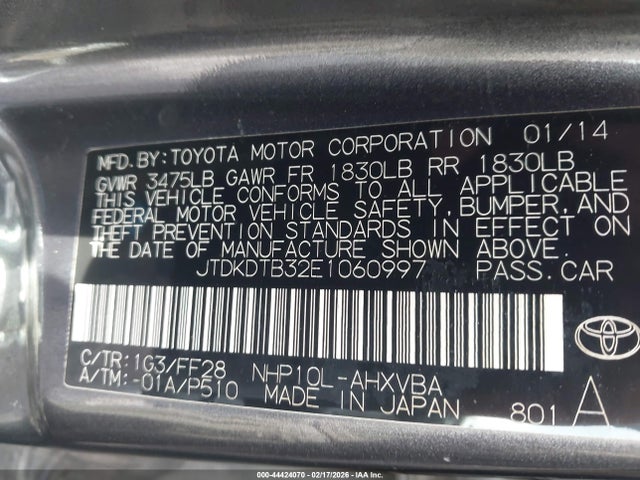 MFD. BY: TOYOTA MOTOR CORPORATION 01/14
GVWR 3475LB GAWR FR 1830LB RR 1830LB
THIS VEHICLE CONFORMS TO ALL APPLICABLE
FEDERAL MOTOR VEHICLE SAFETY, BUMPER, AND
THEFT PREVENTION STANDARDS IN EFFECT ON
THE DATE OF MANUFACTURE SHOWN ABOVE.
JTDKDTB32E1060997 PASS. CAR
C/TR: 1G3/FF28 NHP10L-AHXVBA
A/TM: -01A/P510 MADE IN JAPAN 801 A
TOYOTA
000-44424070 | 02/17/2026 - IAA.com